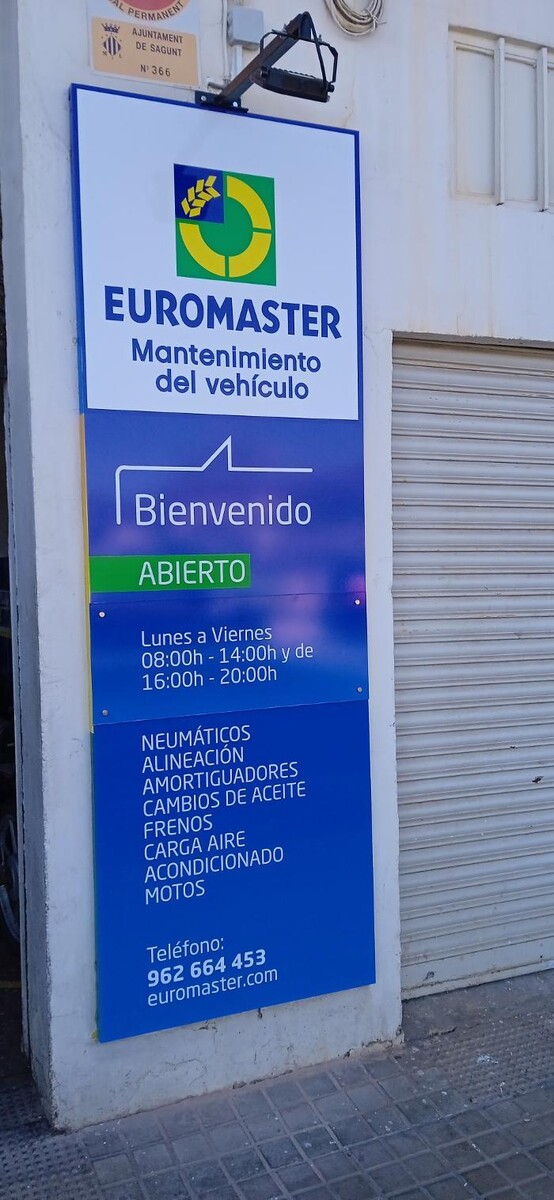 AL PERMANENT
AJUNTAMENT
DE SAGUNT
Nº 366
EUROMASTER
Mantenimiento
del vehículo
Bienvenido
ABIERTO
Lunes a Viernes
08:00h - 14:00h y de
16:00h - 20:00h
NEUMÁTICOS
ALINEACIÓN
AMORTIGUADORES
CAMBIOS DE ACEITE
FRENOS
CARGA AIRE
ACONDICIONADO
MOTOS
Teléfono:
962 664 453
euromaster.com